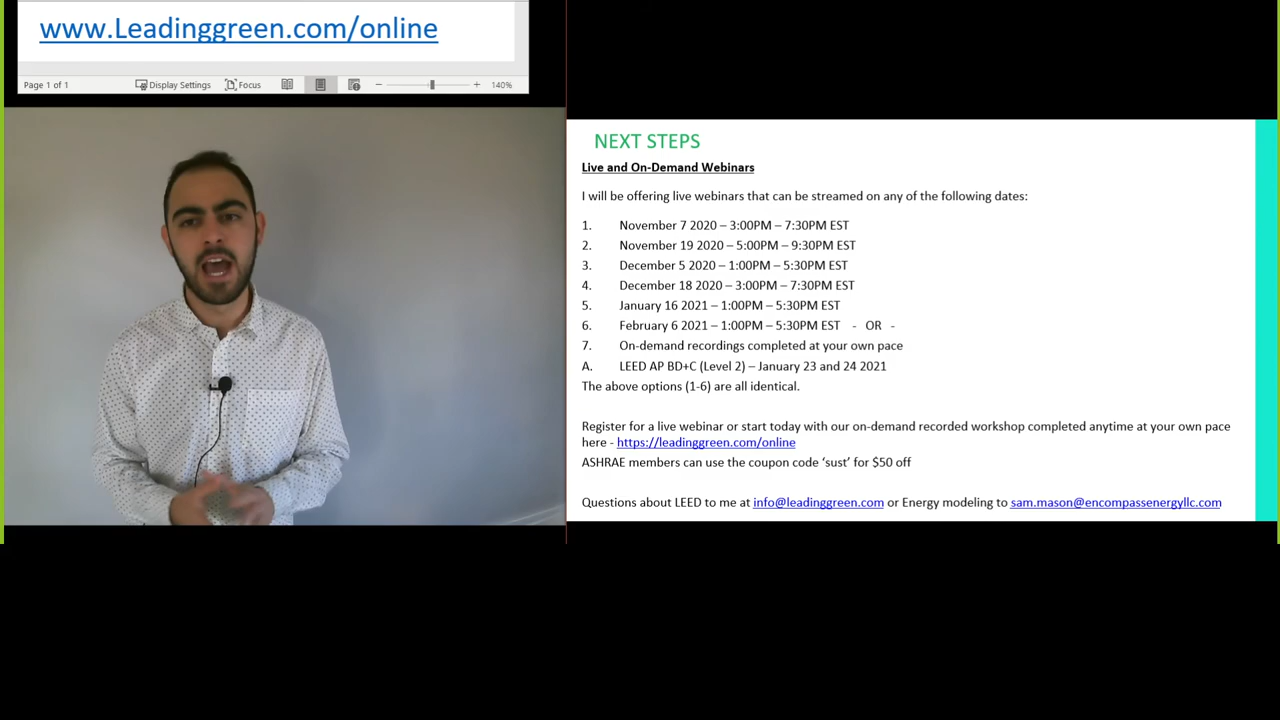 www.Leadinggreen.com/online
Page 1 of 1 Display Settings Focus 140%
NEXT STEPS
Live and On-Demand Webinars
I will be offering live webinars that can be streamed on any of the following dates:
1. November 7 2020 – 3:00PM – 7:30PM EST
2. November 19 2020 – 5:00PM – 9:30PM EST
3. December 5 2020 – 1:00PM – 5:30PM EST
4. December 18 2020 – 3:00PM – 7:30PM EST
5. January 16 2021 – 1:00PM – 5:30PM EST
6. February 6 2021 – 1:00PM – 5:30PM EST - OR -
7. On-demand recordings completed at your own pace
A. LEED AP BD+C (Level 2) – January 23 and 24 2021
The above options (1-6) are all identical.
Register for a live webinar or start today with our on-demand recorded workshop completed anytime at your own pace
here - https://leadinggreen.com/online
ASHRAE members can use the coupon code ‘sust’ for $50 off
Questions about LEED to me at info@leadinggreen.com or Energy modeling to sam.mason@encompassenergyllc.com